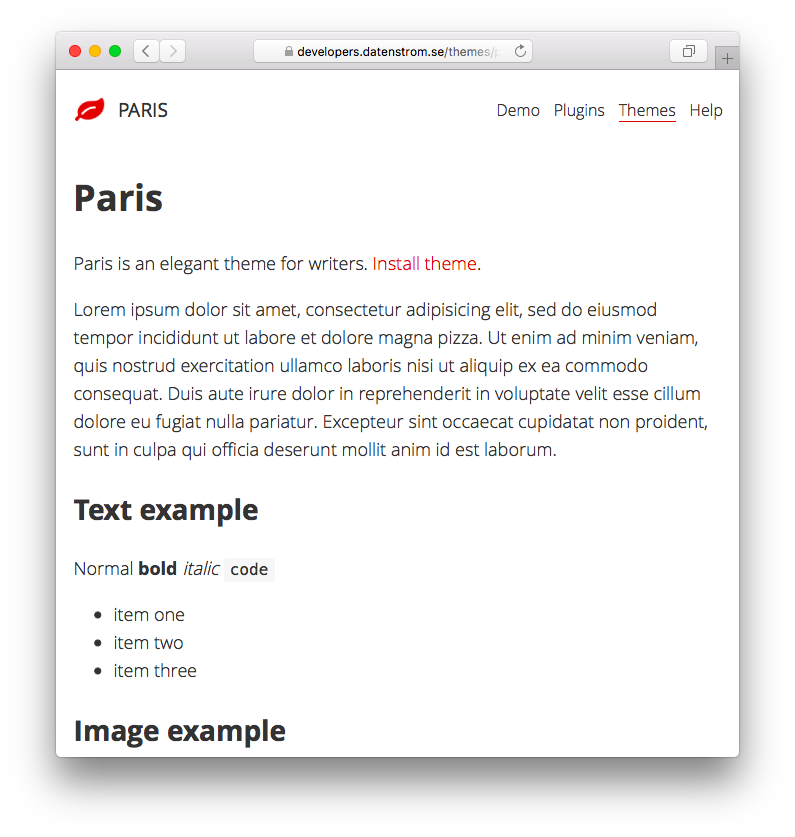 developers.datenstrom.se/themes/p
PARIS
Demo Plugins Themes Help
Paris
Paris is an elegant theme for writers. Install theme.
Lorem ipsum dolor sit amet, consectetur adipisicing elit, sed do eiusmod
tempor incididunt ut labore et dolore magna pizza. Ut enim ad minim veniam,
quis nostrud exercitation ullamco laboris nisi ut aliquip ex ea commodo
consequat. Duis aute irure dolor in reprehenderit in voluptate velit esse cillum
dolore eu fugiat nulla pariatur. Excepteur sint occaecat cupidatat non proident,
sunt in culpa qui officia deserunt mollit anim id est laborum.
Text example
Normal bold italic code
• item one
• item two
• item three
Image example